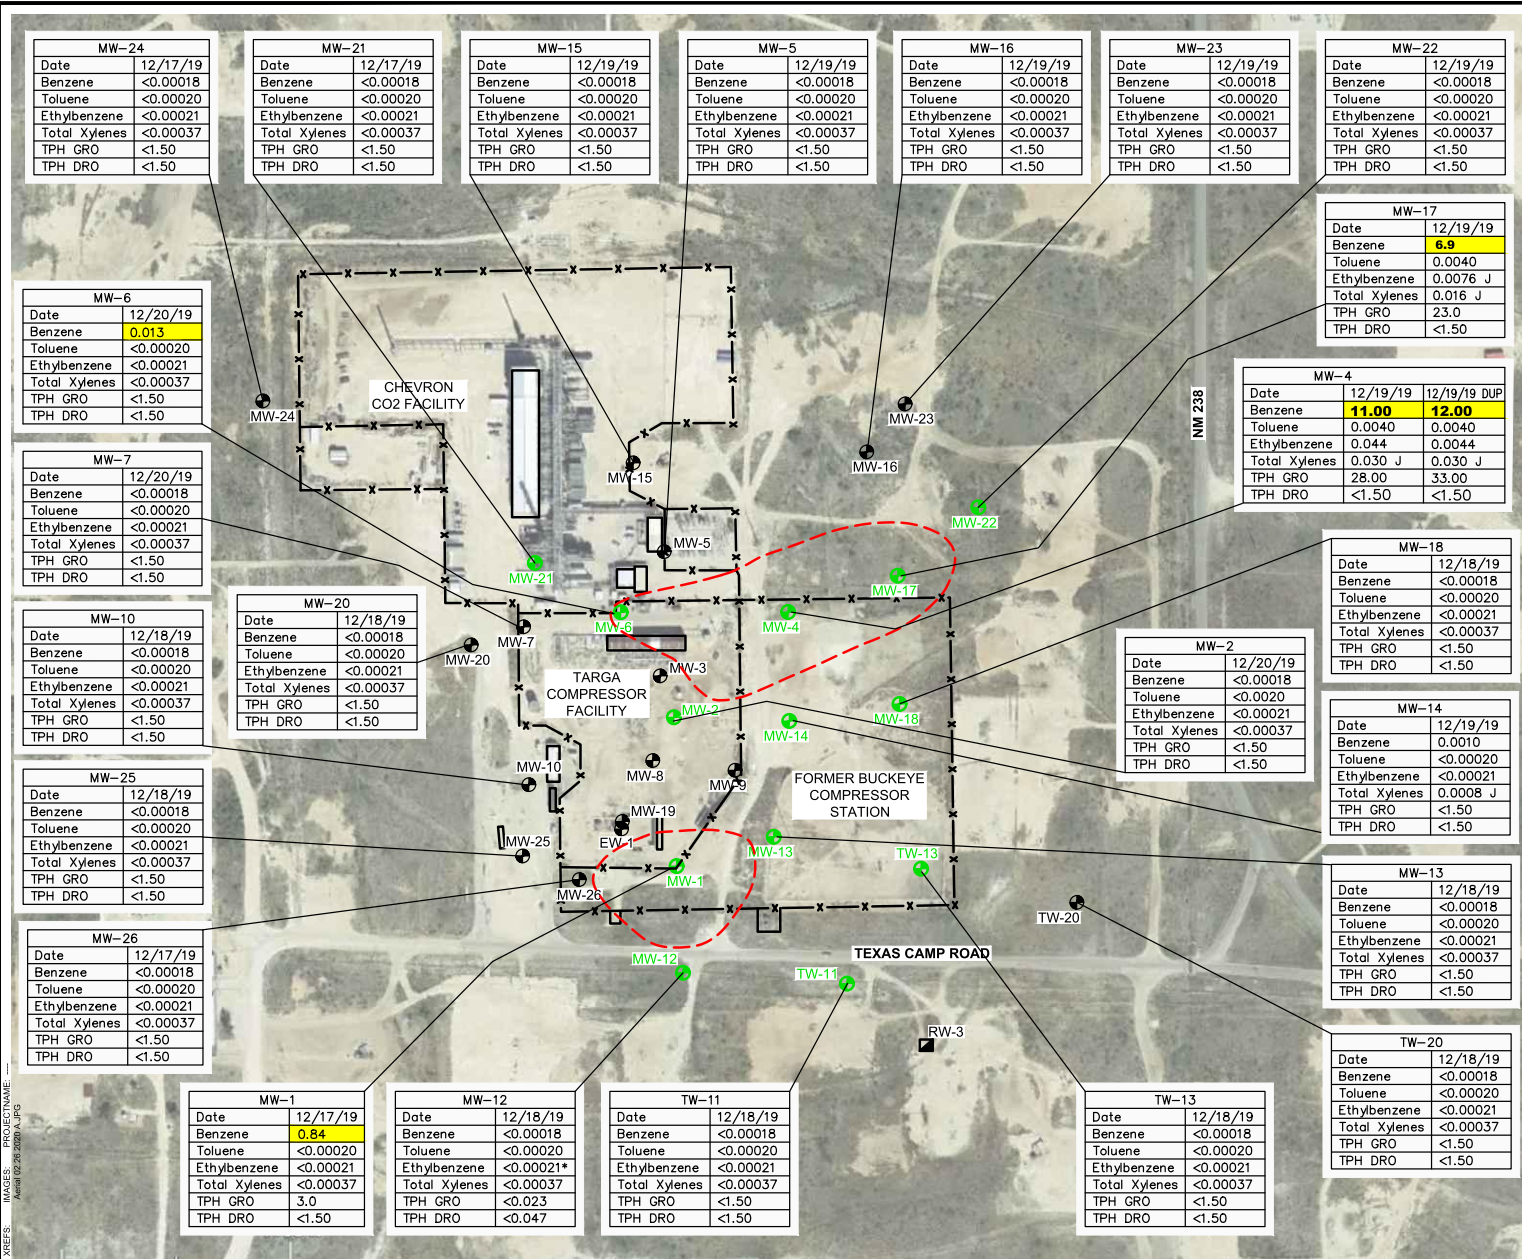 MW-24
Date 12/17/19
Benzene <0.00018
Toluene <0.00020
Ethylbenzene <0.00021
Total Xylenes <0.00037
TPH GRO <1.50
TPH DRO <1.50
MW-21
Date 12/17/19
Benzene <0.00018
Toluene <0.00020
Ethylbenzene <0.00021
Total Xylenes <0.00037
TPH GRO <1.50
TPH DRO <1.50
MW-15
Date 12/19/19
Benzene <0.00018
Toluene <0.00020
Ethylbenzene <0.00021
Total Xylenes <0.00037
TPH GRO <1.50
TPH DRO <1.50
MW-5
Date 12/19/19
Benzene <0.00018
Toluene <0.00020
Ethylbenzene <0.00021
Total Xylenes <0.00037
TPH GRO <1.50
TPH DRO <1.50
MW-16
Date 12/19/19
Benzene <0.00018
Toluene <0.00020
Ethylbenzene <0.00021
Total Xylenes <0.00037
TPH GRO <1.50
TPH DRO <1.50
MW-23
Date 12/19/19
Benzene <0.00018
Toluene <0.00020
Ethylbenzene <0.00021
Total Xylenes <0.00037
TPH GRO <1.50
TPH DRO <1.50
MW-22
Date 12/19/19
Benzene <0.00018
Toluene <0.00020
Ethylbenzene <0.00021
Total Xylenes <0.00037
TPH GRO <1.50
TPH DRO <1.50
MW-17
Date 12/19/19
Benzene 6.9
Toluene 0.0040
Ethylbenzene 0.0076 J
Total Xylenes 0.016 J
TPH GRO 23.0
TPH DRO <1.50
MW-6
Date 12/20/19
Benzene 0.013
Toluene <0.00020
Ethylbenzene <0.00021
Total Xylenes <0.00037
TPH GRO <1.50
TPH DRO <1.50
MW-4
Date 12/19/19 12/19/19 DUP
Benzene 11.00 12.00
Toluene 0.0040 0.0040
Ethylbenzene 0.044 0.0044
Total Xylenes 0.030 J 0.030 J
TPH GRO 28.00 33.00
TPH DRO <1.50 <1.50
MW-7
Date 12/20/19
Benzene <0.00018
Toluene <0.00020
Ethylbenzene <0.00021
Total Xylenes <0.00037
TPH GRO <1.50
TPH DRO <1.50
MW-18
Date 12/18/19
Benzene <0.00018
Toluene <0.00020
Ethylbenzene <0.00021
Total Xylenes <0.00037
TPH GRO <1.50
TPH DRO <1.50
MW-10
Date 12/18/19
Benzene <0.00018
Toluene <0.00020
Ethylbenzene <0.00021
Total Xylenes <0.00037
TPH GRO <1.50
TPH DRO <1.50
MW-20
Date 12/18/19
Benzene <0.00018
Toluene <0.00020
Ethylbenzene <0.00021
Total Xylenes <0.00037
TPH GRO <1.50
TPH DRO <1.50
MW-2
Date 12/20/19
Benzene <0.00018
Toluene <0.0020
Ethylbenzene <0.00021
Total Xylenes <0.00037
TPH GRO <1.50
TPH DRO <1.50
MW-14
Date 12/19/19
Benzene 0.0010
Toluene <0.00020
Ethylbenzene <0.00021
Total Xylenes 0.0008 J
TPH GRO <1.50
TPH DRO <1.50
MW-25
Date 12/18/19
Benzene <0.00018
Toluene <0.00020
Ethylbenzene <0.00021
Total Xylenes <0.00037
TPH GRO <1.50
TPH DRO <1.50
MW-13
Date 12/18/19
Benzene <0.00018
Toluene <0.00020
Ethylbenzene <0.00021
Total Xylenes <0.00037
TPH GRO <1.50
TPH DRO <1.50
MW-26
Date 12/17/19
Benzene <0.00018
Toluene <0.00020
Ethylbenzene <0.00021
Total Xylenes <0.00037
TPH GRO <1.50
TPH DRO <1.50
TW-20
Date 12/18/19
Benzene <0.00018
Toluene <0.00020
Ethylbenzene <0.00021
Total Xylenes <0.00037
TPH GRO <1.50
TPH DRO <1.50
MW-1
Date 12/17/19
Benzene 0.84
Toluene <0.00020
Ethylbenzene <0.00021
Total Xylenes <0.00037
TPH GRO 3.0
TPH DRO <1.50
MW-12
Date 12/18/19
Benzene <0.00018
Toluene <0.00020
Ethylbenzene <0.00021*
Total Xylenes <0.00037
TPH GRO <0.023
TPH DRO <0.047
TW-11
Date 12/18/19
Benzene <0.00018
Toluene <0.00020
Ethylbenzene <0.00021
Total Xylenes <0.00037
TPH GRO <1.50
TPH DRO <1.50
TW-13
Date 12/18/19
Benzene <0.00018
Toluene <0.00020
Ethylbenzene <0.00021
Total Xylenes <0.00037
TPH GRO <1.50
TPH DRO <1.50
CHEVRON
CO2 FACILITY
MW-24
MW-23
NM 238
MW-16
MW-15
MW-22
MW-5
MW-21
MW-17
MW-6
MW-4
MW-7
MW-20
MW-3
TARGA
COMPRESSOR
FACILITY
MW-2
MW-18
MW-14
MW-10
MW-8
MW-9
FORMER BUCKEYE
COMPRESSOR
STATION
MW-19
EW-1
MW-25
MW-13
TW-13
MW-1
MW-26
TW-20
TEXAS CAMP ROAD
MW-12
TW-11
RW-3
XREFS: IMAGES: PROJECTNAME: ----
Aerial 02.26.2020 A.JPG